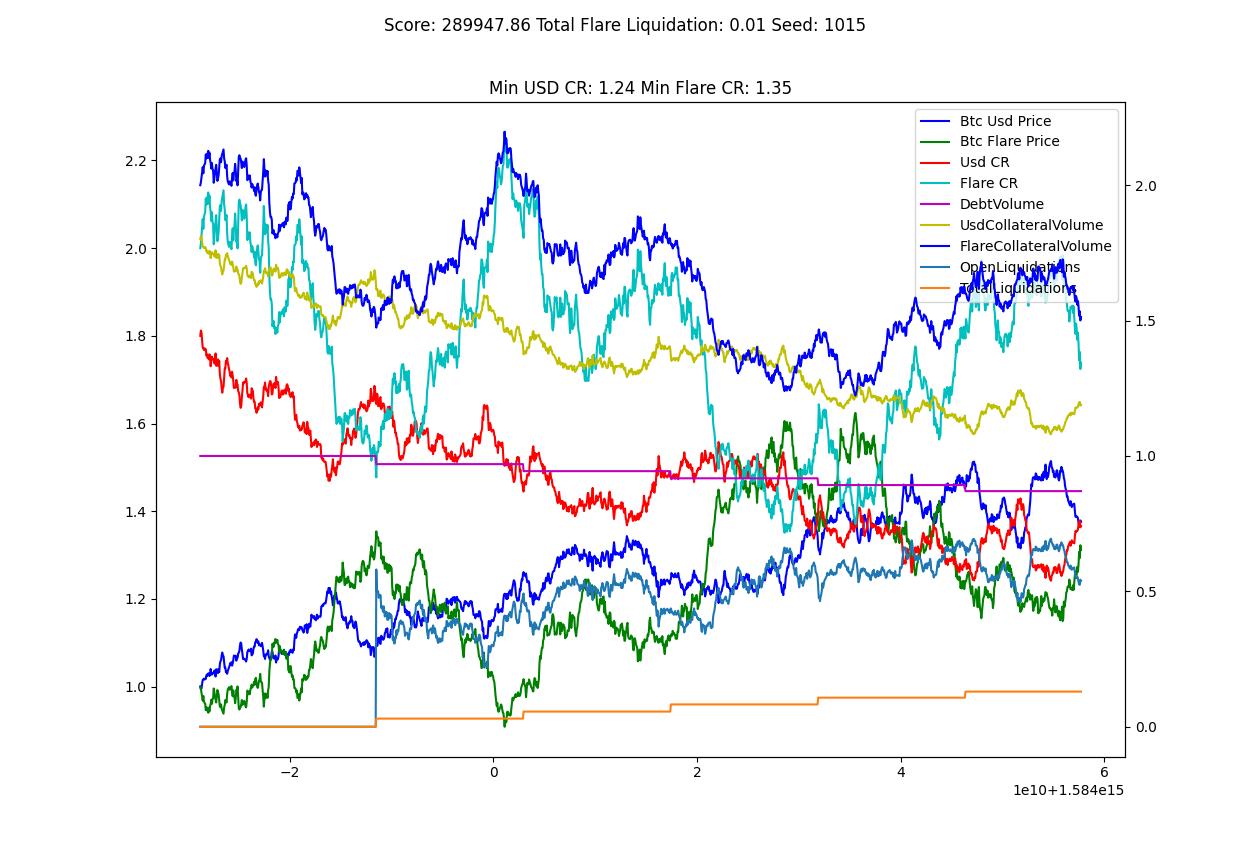 Score: 289947.86 Total Flare Liquidation: 0.01 Seed: 1015
Min USD CR: 1.24 Min Flare CR: 1.35
Btc Usd Price
Btc Flare Price
Usd CR
Flare CR
DebtVolume
UsdCollateralVolume
FlareCollateralVolume
OpenLiquidations
TotalLiquidations
2.2
2.0
1.8
1.6
1.4
1.2
1.0
2.0
1.5
1.0
0.5
0.0
−2
0
2
4
6
1e10+1.584e15